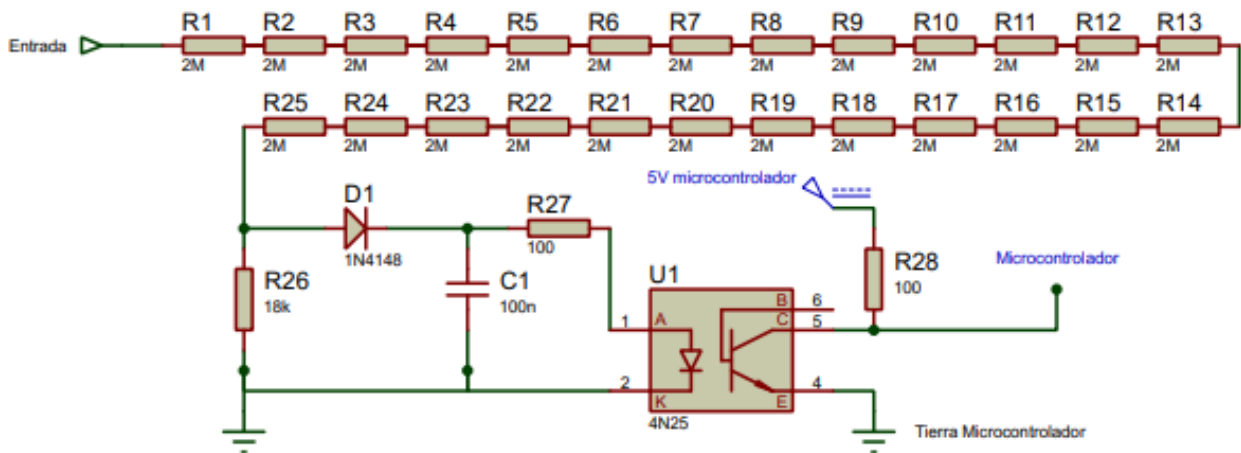 R1 R2 R3 R4 R5 R6 R7 R8 R9 R10 R11 R12 R13
Entrada
2M 2M 2M 2M 2M 2M 2M 2M 2M 2M 2M 2M 2M
R25 R24 R23 R22 R21 R20 R19 R18 R17 R16 R15 R14
2M 2M 2M 2M 2M 2M 2M 2M 2M 2M 2M 2M
5V microcontrolador
D1
R27
1N4148
100
R26
18k
C1
100n
U1
R28
100
Microcontrolador
B 6
1 A C 5
2 K E 4
4N25
Tierra Microcontrolador